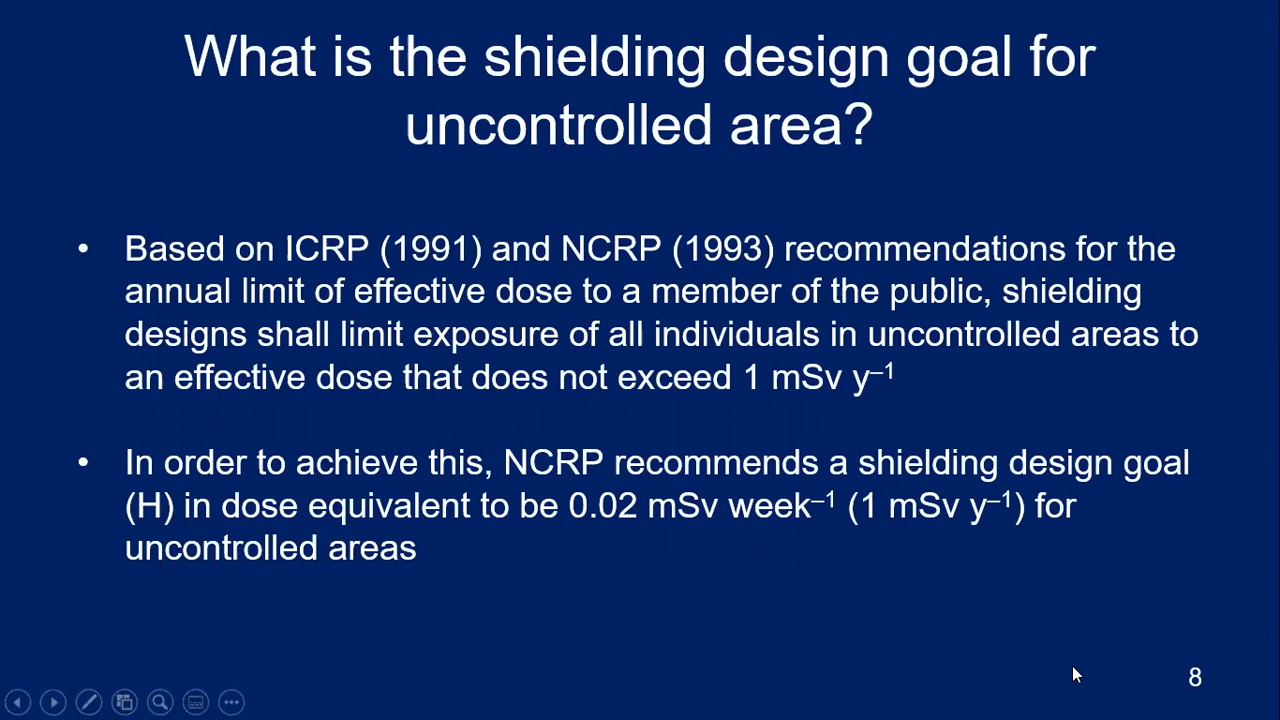 What is the shielding design goal for
uncontrolled area?
• Based on ICRP (1991) and NCRP (1993) recommendations for the
annual limit of effective dose to a member of the public, shielding
designs shall limit exposure of all individuals in uncontrolled areas to
an effective dose that does not exceed 1 mSv y⁻¹
• In order to achieve this, NCRP recommends a shielding design goal
(H) in dose equivalent to be 0.02 mSv week⁻¹ (1 mSv y⁻¹) for
uncontrolled areas
8